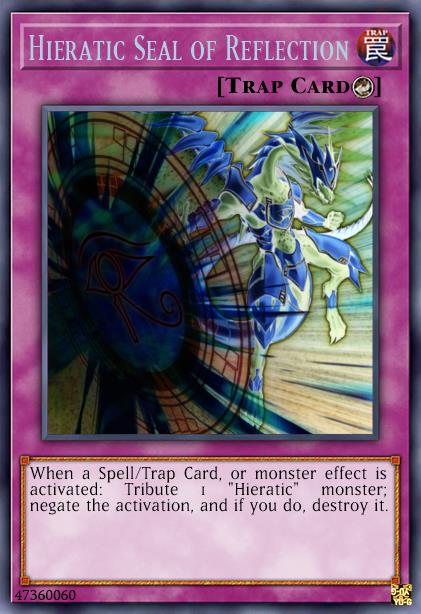 Hieratic Seal of Reflection
TRAP
罠
[Trap Card]
When a Spell/Trap Card, or monster effect is
activated: Tribute 1 "Hieratic" monster;
negate the activation, and if you do, destroy it.
47360060